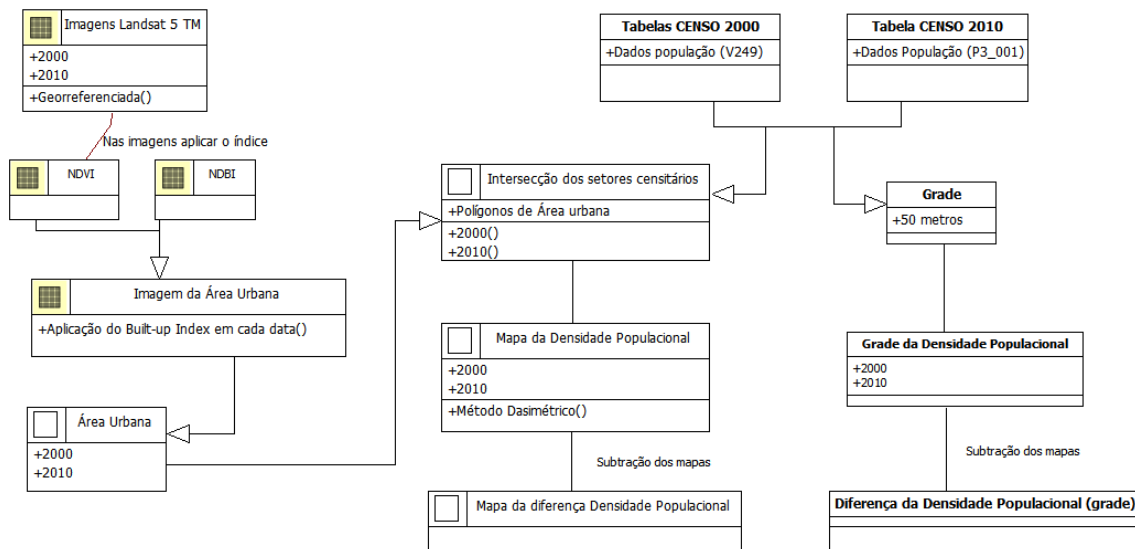 Imagens Landsat 5 TM
+2000
+2010
+Georreferenciada()
Nas imagens aplicar o índice
NDVI
NDBI
Imagem da Área Urbana
+Aplicação do Built-up Index em cada data()
Área Urbana
+2000
+2010
Tabelas CENSO 2000
+Dados população (V249)
Tabela CENSO 2010
+Dados População (P3_001)
Intersecção dos setores censitários
+Polígonos de Área urbana
+2000()
+2010()
Grade
+50 metros
Mapa da Densidade Populacional
+2000
+2010
+Método Dasimétrico()
Subtração dos mapas
Mapa da diferença Densidade Populacional
Grade da Densidade Populacional
+2000
+2010
Subtração dos mapas
Diferença da Densidade Populacional (grade)